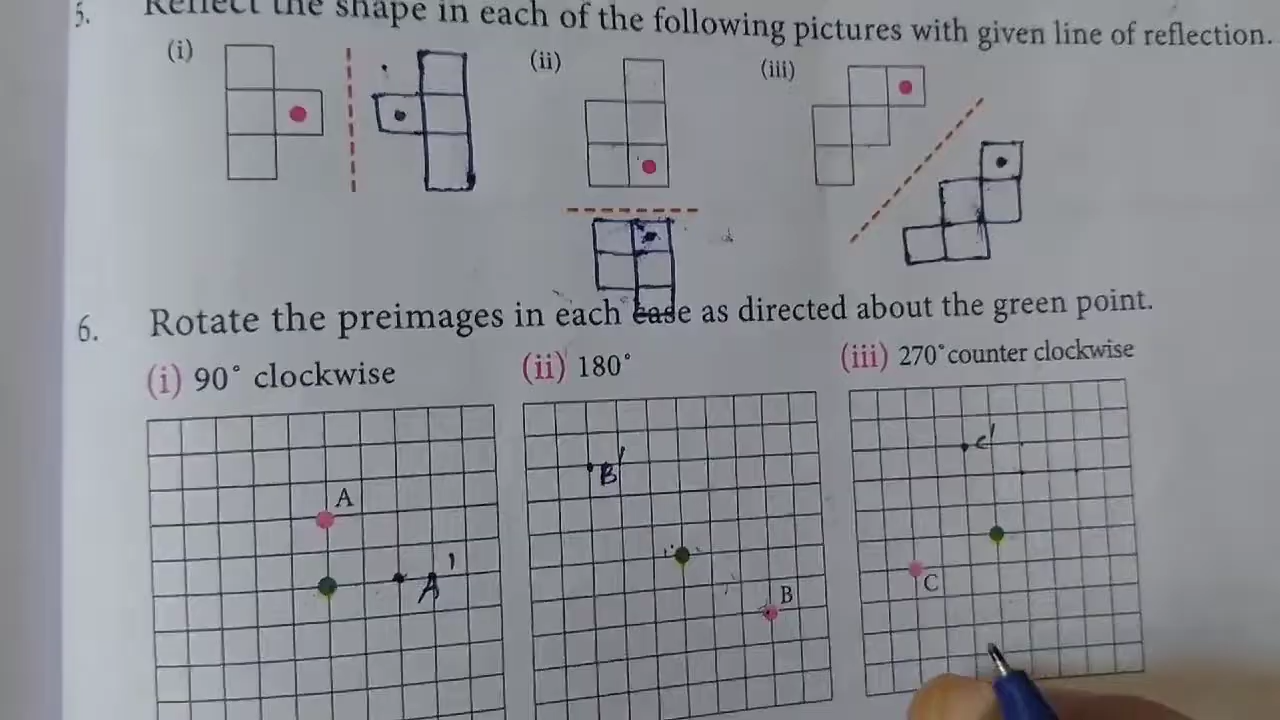 5. Reflect the shape in each of the following pictures with given line of reflection.
(i) (ii) (iii)
6. Rotate the preimages in each case as directed about the green point.
(i) 90° clockwise (ii) 180° (iii) 270° counter clockwise
A
A'
B'
B
C'
C